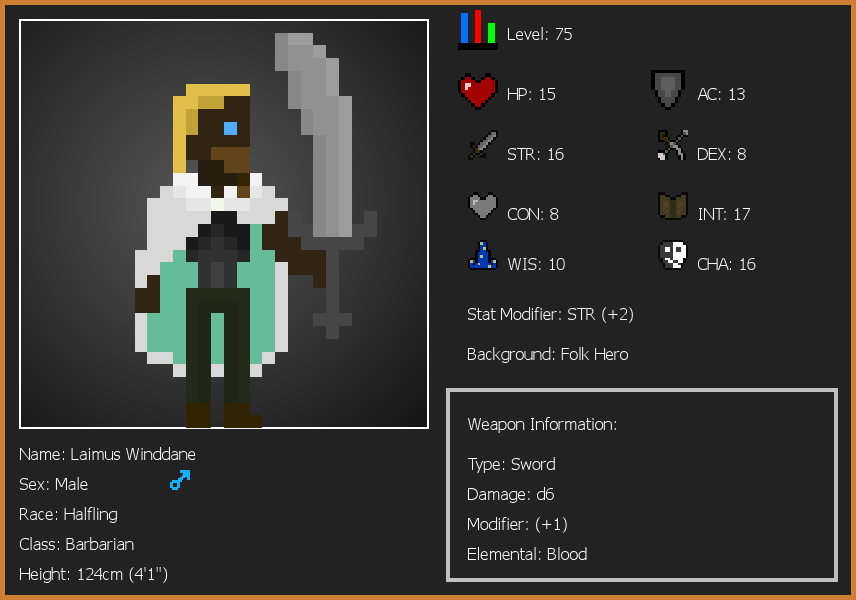 Level: 75
HP: 15
AC: 13
STR: 16
DEX: 8
CON: 8
INT: 17
WIS: 10
CHA: 16
Stat Modifier: STR (+2)
Background: Folk Hero
Weapon Information:
Type: Sword
Damage: d6
Modifier: (+1)
Elemental: Blood
Name: Laimus Winddane
Sex: Male
Race: Halfling
Class: Barbarian
Height: 124cm (4'1")